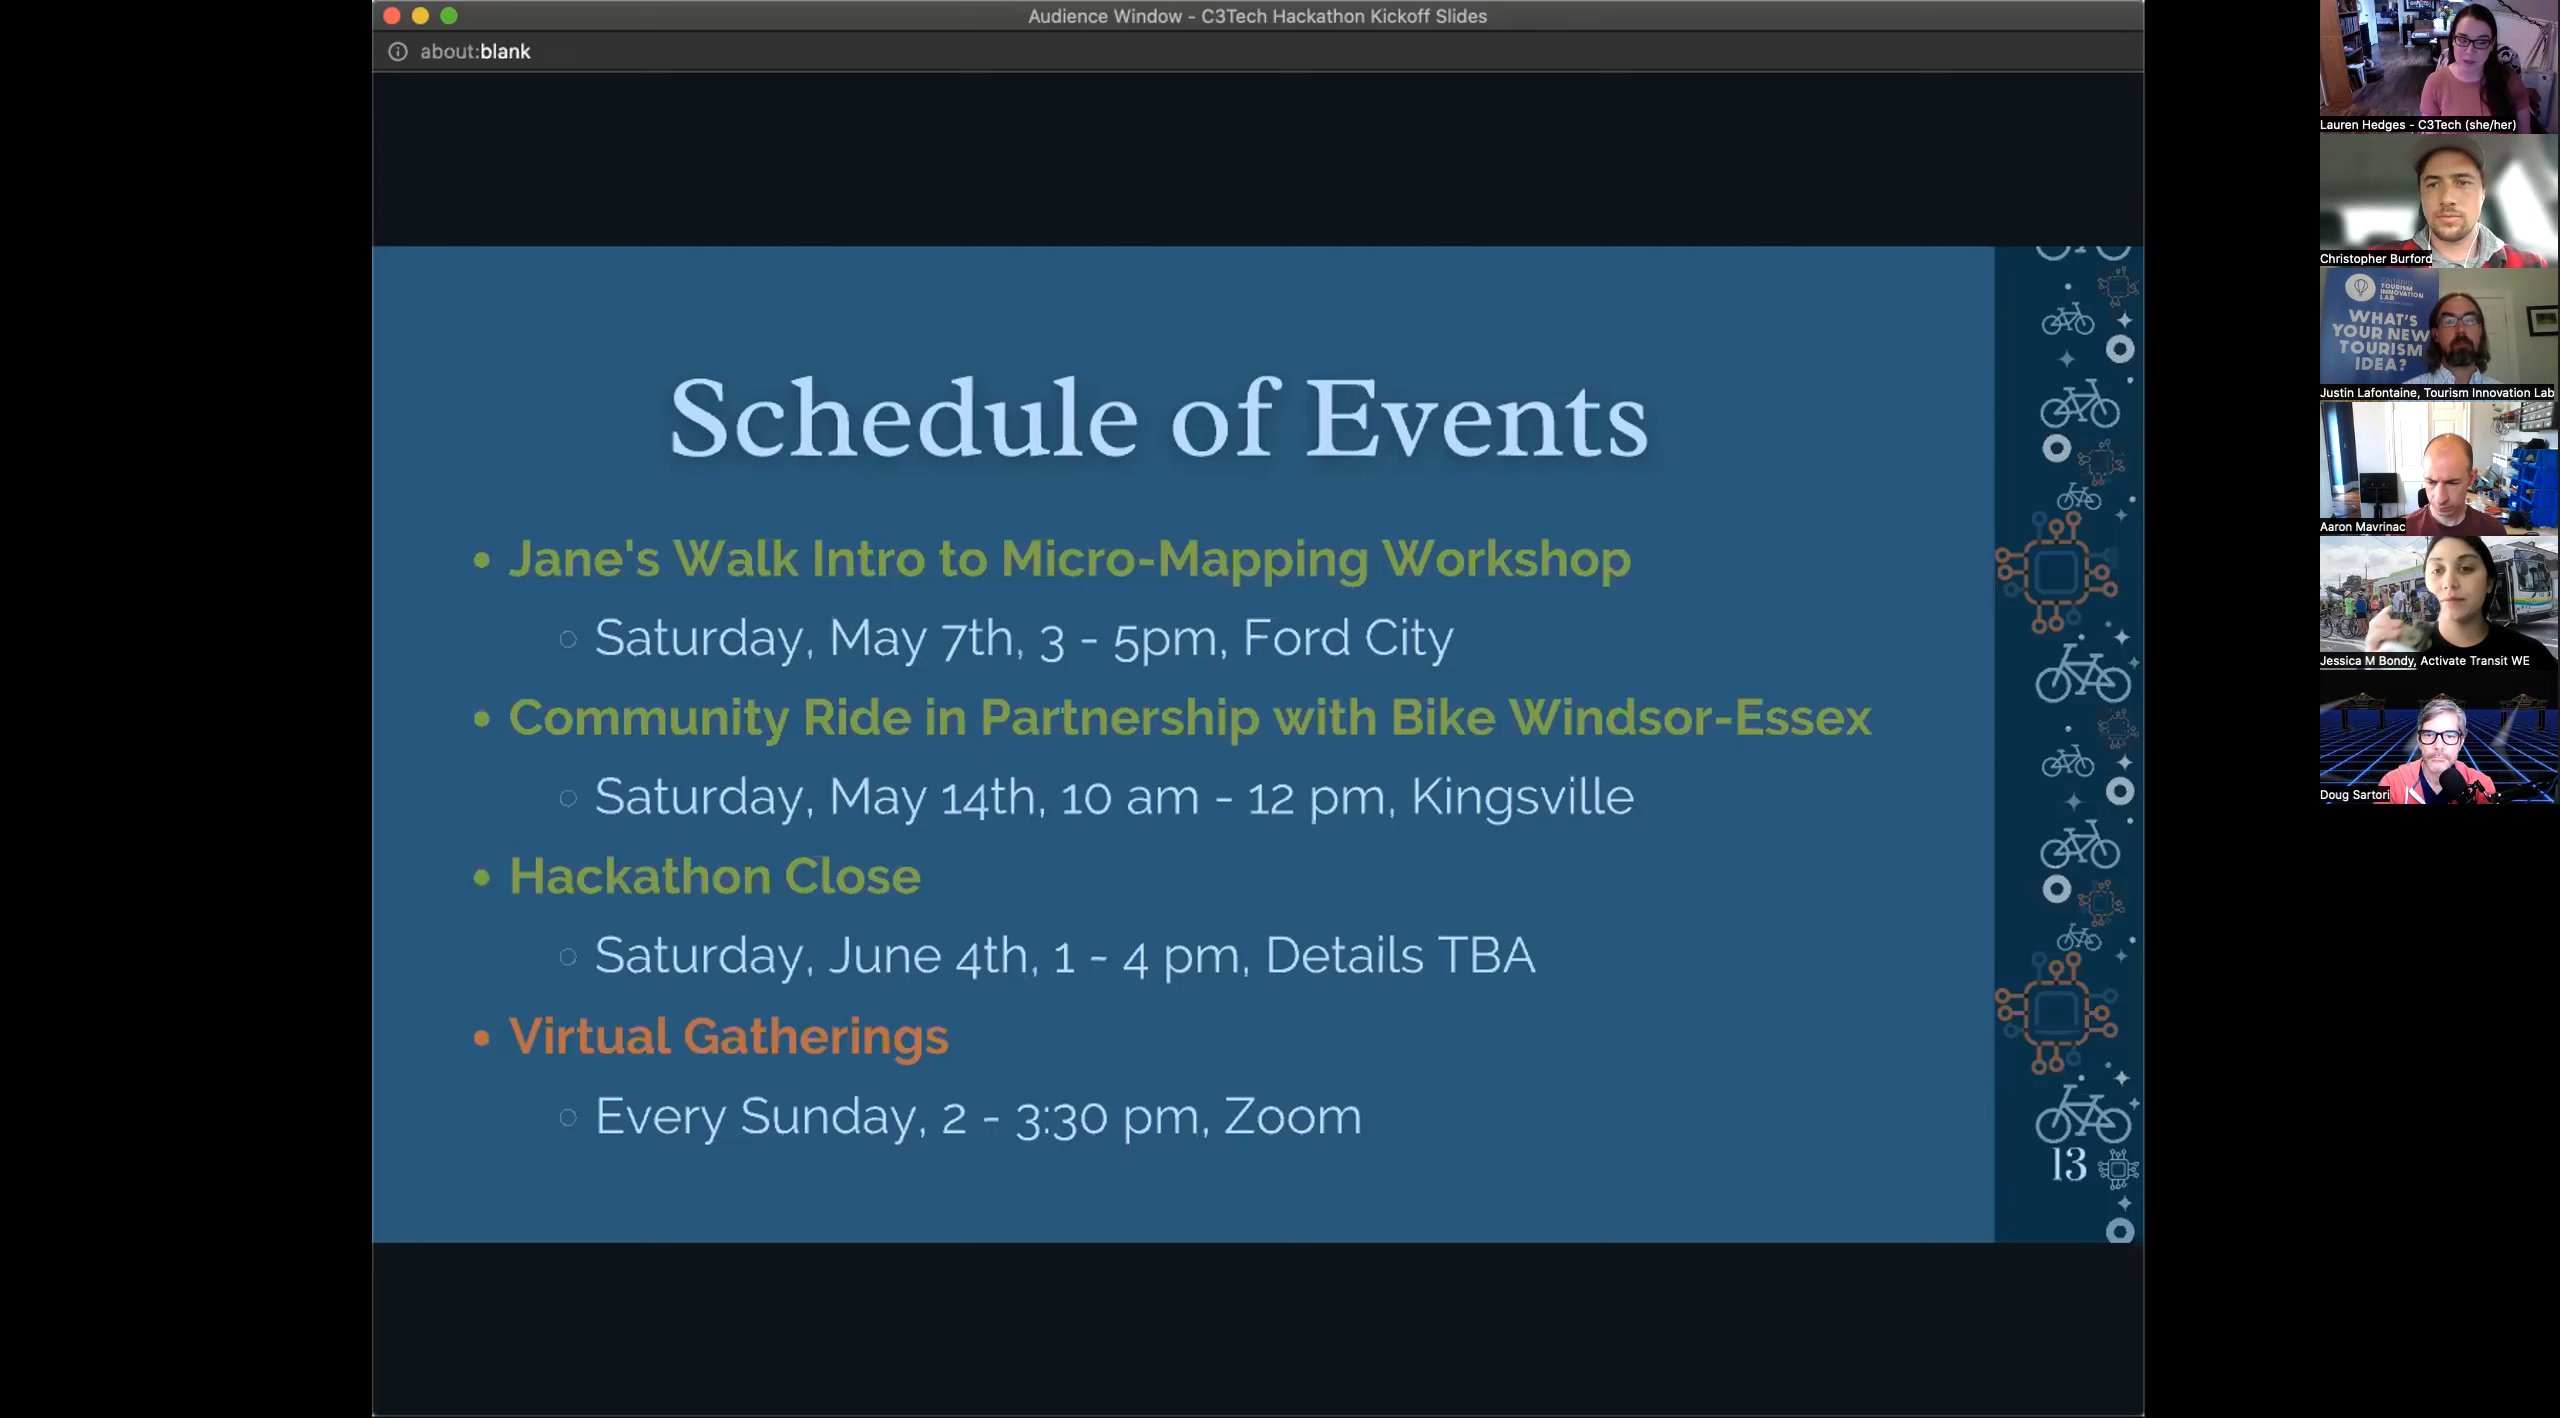 Audience Window - C3Tech Hackathon Kickoff Slides
about:blank
Schedule of Events
• Jane's Walk Intro to Micro-Mapping Workshop
○ Saturday, May 7th, 3 - 5pm, Ford City
• Community Ride in Partnership with Bike Windsor-Essex
○ Saturday, May 14th, 10 am - 12 pm, Kingsville
• Hackathon Close
○ Saturday, June 4th, 1 - 4 pm, Details TBA
• Virtual Gatherings
○ Every Sunday, 2 - 3:30 pm, Zoom
13
Lauren Hedges - C3Tech (she/her)
Christopher Burford
ONTARIO
TOURISM
INNOVATION
LAB
WHAT'S
YOUR NEW
TOURISM
IDEA?
Justin Lafontaine, Tourism Innovation Lab
Aaron Mavrinac
Jessica M Bondy, Activate Transit WE
Doug Sartori